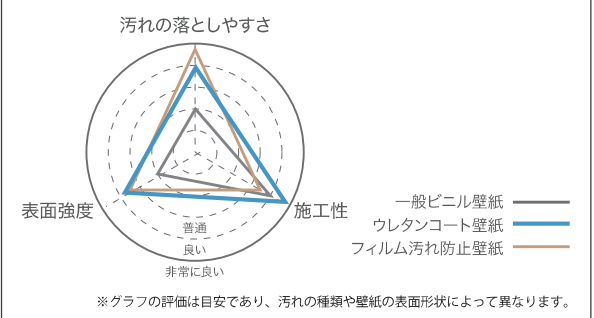 汚れの落としやすさ
表面強度
施工性
普通
良い
非常に良い
一般ビニル壁紙
ウレタンコート壁紙
フィルム汚れ防止壁紙
※グラフの評価は目安であり、汚れの種類や壁紙の表面形状によって異なります。